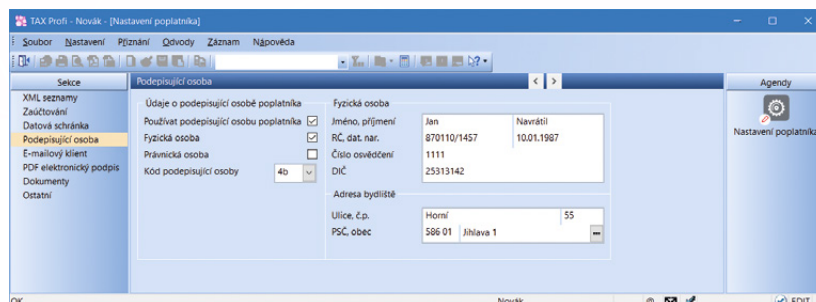 TAX Profi - Novák - [Nastavení poplatníka]
Soubor Nastavení Přiznání Odvody Záznam Nápověda
Sekce
XML seznamy
Zaúčtování
Datová schránka
Podepisující osoba
E-mailový klient
PDF elektronický podpis
Dokumenty
Ostatní
Podepisující osoba
Údaje o podepisující osobě poplatníka
Používat podepisující osobu poplatníka
Fyzická osoba
Právnická osoba
Kód podepisující osoby 4b
Fyzická osoba
Jméno, příjmení Jan Navrátil
RČ, dat. nar. 870110/1457 10.01.1987
Číslo osvědčení 1111
DIČ 25313142
Adresa bydliště
Ulice, č.p. Horní 55
PSČ, obec 586 01 Jihlava 1
Agendy
Nastavení poplatníka
OK Novák @ EDIT